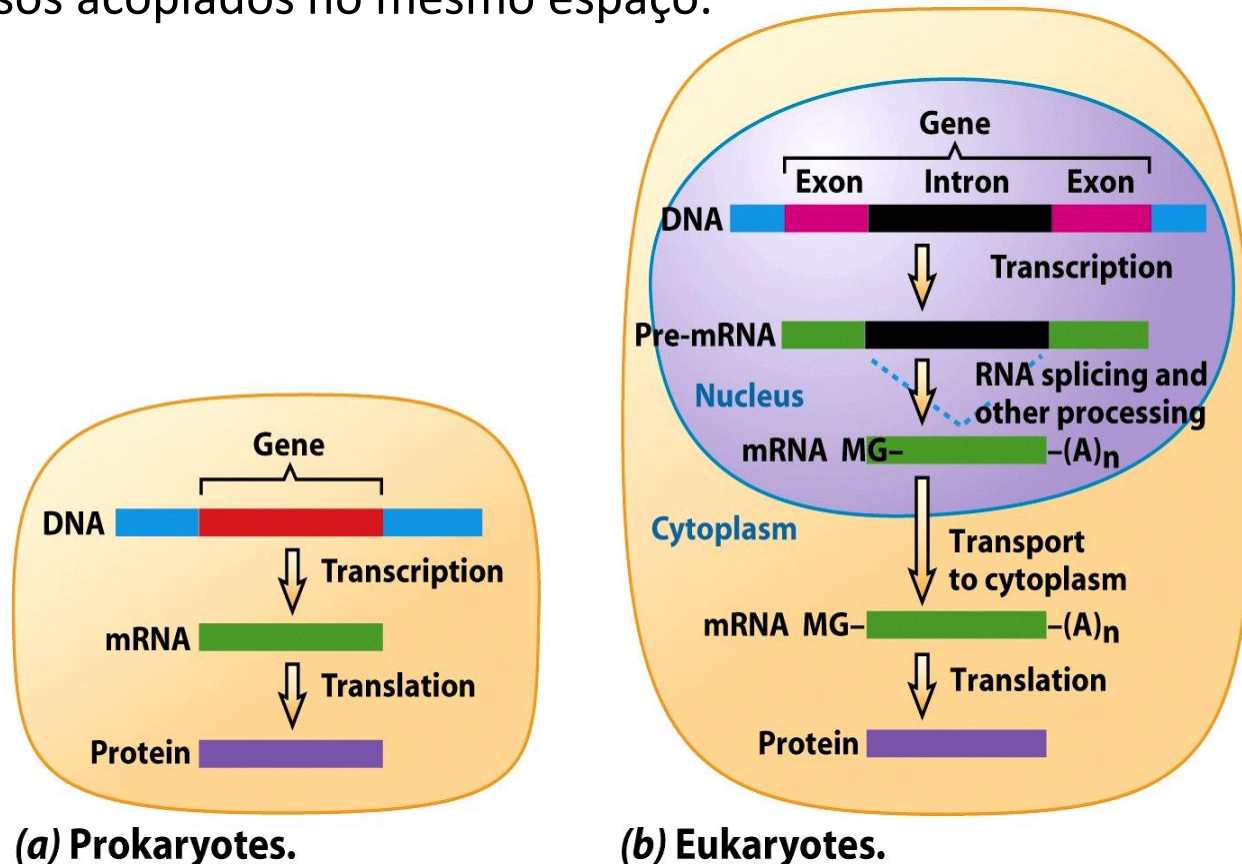 sos acoplados no mesmo espaço.
Gene
DNA
Transcription
mRNA
Translation
Protein
(a) Prokaryotes.
Gene
Exon Intron Exon
DNA
Transcription
Pre-mRNA
RNA splicing and
other processing
Nucleus
mRNA MG– –(A)n
Cytoplasm
Transport
to cytoplasm
mRNA MG– –(A)n
Translation
Protein
(b) Eukaryotes.